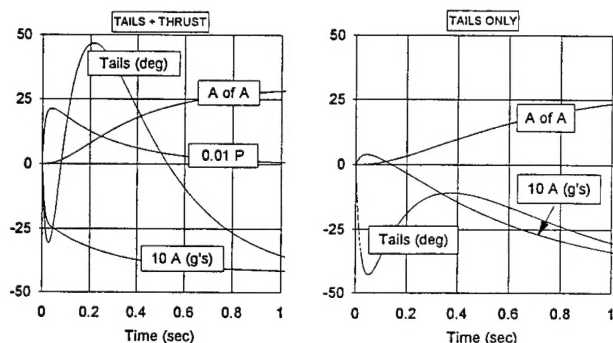 TAILS + THRUST
50
25
0
-25
-50
Tails (deg)
A of A
0.01 P
10 A (g's)
0 0.2 0.4 0.6 0.8 1
Time (sec)
TAILS ONLY
50
25
0
-25
-50
A of A
10 A (g's)
Tails (deg)
0 0.2 0.4 0.6 0.8 1
Time (sec)